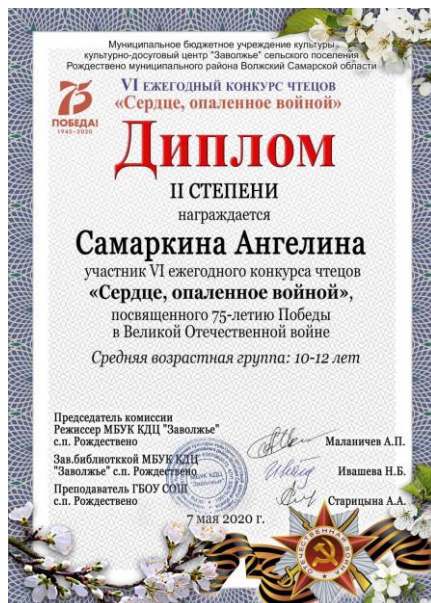 Муниципальное бюджетное учреждение культуры
культурно-досуговый центр "Заволжье" сельского поселения
Рождествено муниципального района Волжский Самарской области
75
ПОБЕДА!
1945-2020
VI ежегодный конкурс чтецов
«Сердце, опаленное войной»
Диплом
II СТЕПЕНИ
награждается
Самаркина Ангелина
участник VI ежегодного конкурса чтецов
«Сердце, опаленное войной»,
посвященного 75-летию Победы
в Великой Отечественной войне
Средняя возрастная группа: 10-12 лет
Председатель комиссии
Режиссер МБУК КДЦ "Заволжье"
с.п. Рождествено
Маланичев А.П.
Зав.библиотккой МБУК КДЦ
"Заволжье" с.п. Рождествено
Ивашева Н.Б.
Преподаватель ГБОУ СОШ
с.п. Рождествено
Старицына А.А.
7 мая 2020 г.
ОТЕЧЕСТВЕННАЯ ВОЙНА